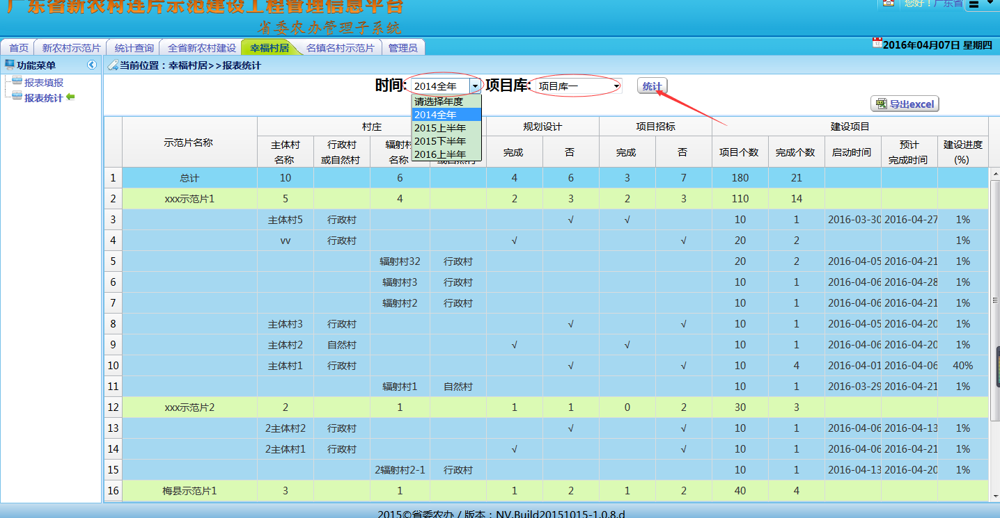 广东省新农村连片示范建设工程管理信息平台
省委农办管理子系统
您好！广东省
首页 新农村示范片 统计查询 全省新农村建设 幸福村居 名镇名村示范片 管理员
2016年04月07日 星期四
功能菜单
报表填报
报表统计
当前位置：幸福村居>>报表统计
时间: 2014全年 项目库: 项目库一 统计
请选择年度
2014全年
2015上半年
2015下半年
2016上半年
导出excel
示范片名称 村庄 规划设计 项目招标 建设项目
主体村
名称
行政村
或自然村
辐射村
名称
或自然村
完成 否 完成 否 项目个数 完成个数 启动时间
预计
完成时间
建设进度
(%)
1 总计 10 6 4 6 3 7 180 21
2 xxx示范片1 5 4 2 3 2 3 110 14
3 主体村5 行政村 √ √ 10 1 2016-03-30 2016-04-27 1%
4 vv 行政村 √ √ 20 2 1%
5 辐射村32 行政村 20 2 2016-04-05 2016-04-21 1%
6 辐射村3 行政村 10 1 2016-04-06 2016-04-28 1%
7 辐射村2 行政村 10 1 2016-04-06 2016-04-21 1%
8 主体村3 行政村 √ √ 10 1 2016-04-05 2016-04-20 1%
9 主体村2 自然村 √ √ 10 1 2016-04-06 2016-04-20 1%
10 主体村1 行政村 √ √ 10 4 2016-04-01 2016-04-06 40%
11 辐射村1 自然村 10 1 2016-03-29 2016-04-21 1%
12 xxx示范片2 2 1 1 1 0 2 30 3
13 2主体村2 行政村 √ √ 10 1 2016-04-06 2016-04-13 1%
14 2主体村1 行政村 √ √ 10 1 2016-04-06 2016-04-21 1%
15 2辐射村2-1 行政村 10 1 2016-04-13 2016-04-20 1%
16 梅县示范片1 3 1 1 2 1 2 40 4
2015©省委农办 / 版本：NV.Build20151015-1.0.8.d